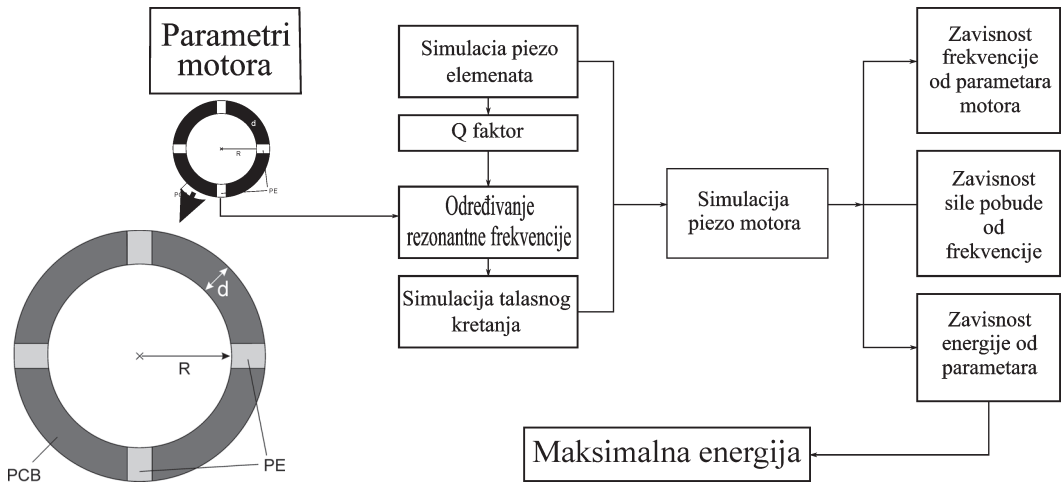 Parametri
motora
d
R
PE
Simulacia piezo
elemenata
Q faktor
Određivanje
rezonantne frekvencije
Simulacija talasnog
kretanja
Simulacija
piezo motora
Zavisnost
frekvencije
od parametara
motora
Zavisnost
sile pobude
od
frekvencije
Zavisnost
energije od
parametara
Maksimalna energija
d
R
PCB
PE